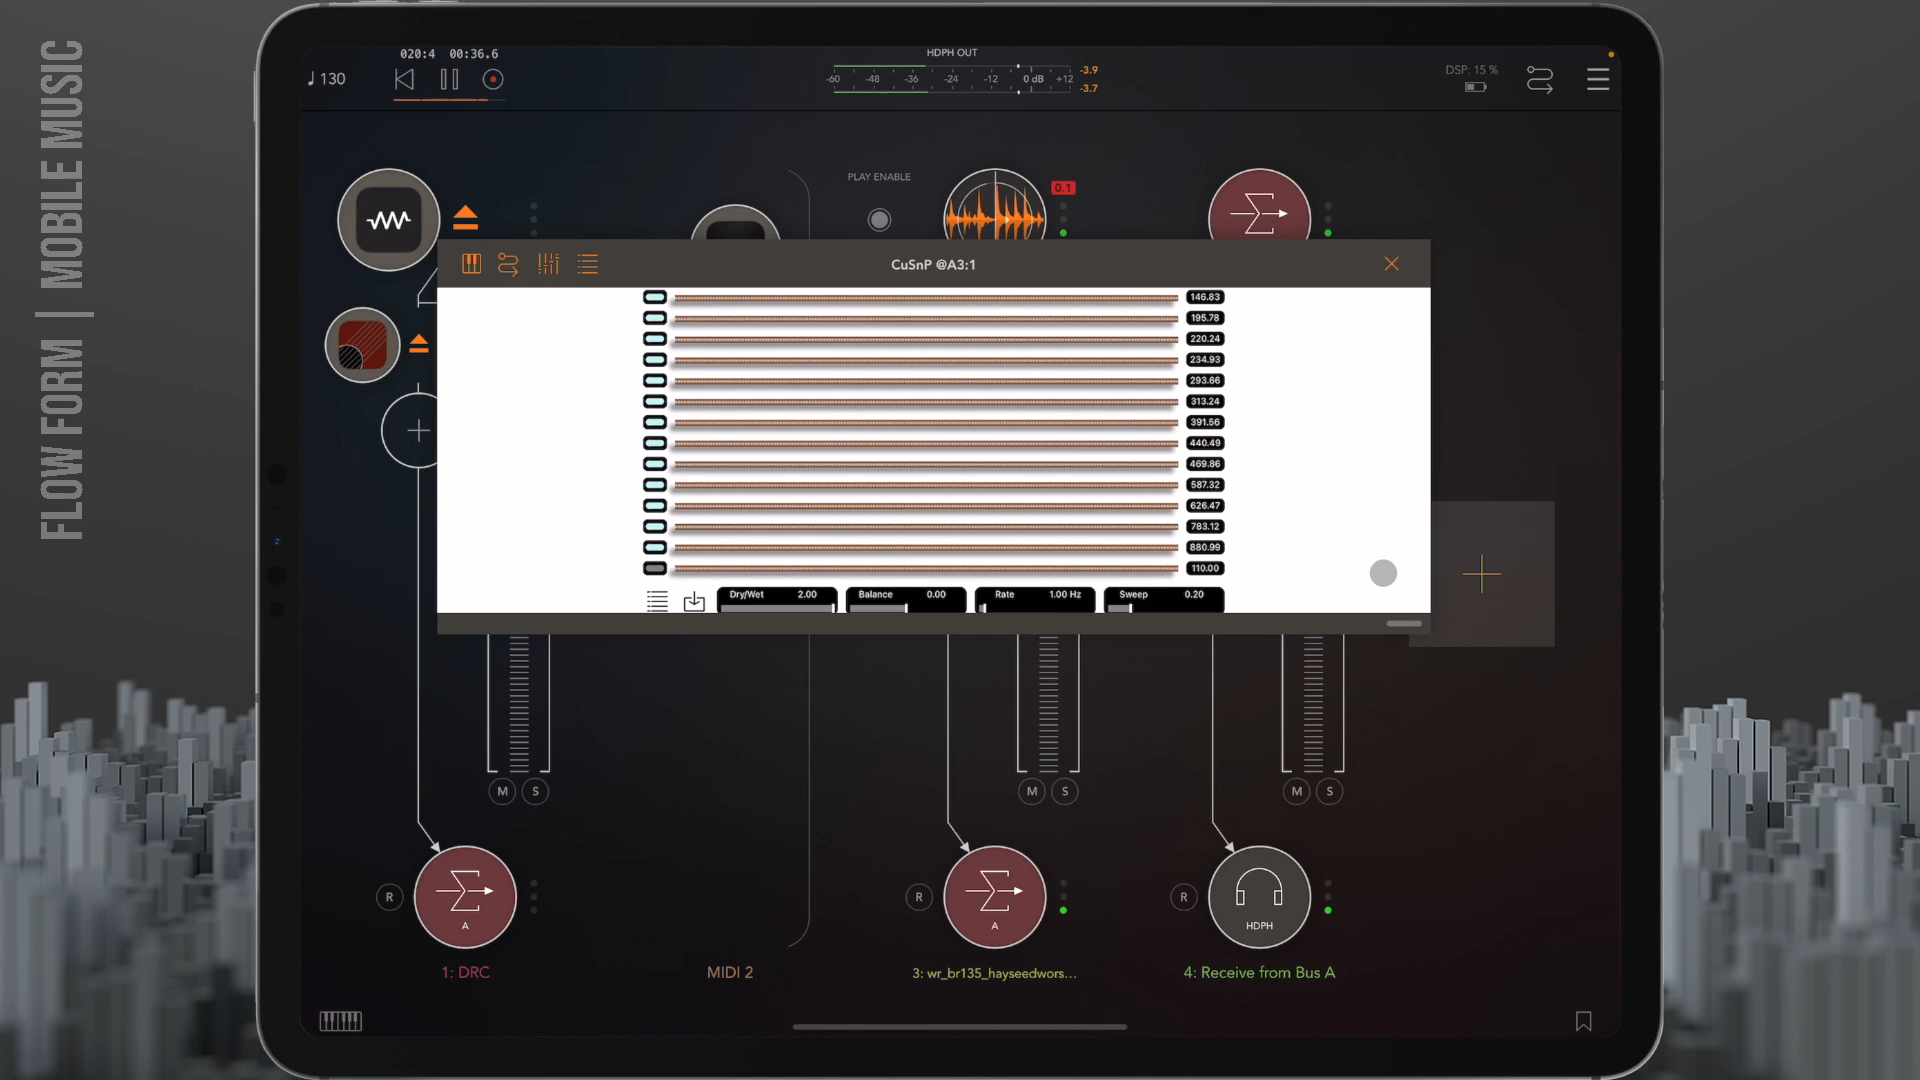 FLOW FORM | MOBILE MUSIC
020:4 00:36.6
130
HDPH OUT
-60 -48 -36 -24 -12 0 dB +12
-3.9
-3.7
DSP: 15 %
PLAY ENABLE
0.1
CuSnP @A3:1
146.83
195.78
220.24
234.93
293.66
313.24
391.56
440.49
469.86
587.32
626.47
783.12
880.99
110.00
Dry/Wet 2.00
Balance 0.00
Rate 1.00 Hz
Sweep 0.20
M S
M S
M S
R
A
R
A
R
HDPH
1: DRC
MIDI 2
3: wr_br135_hayseedwors...
4: Receive from Bus A